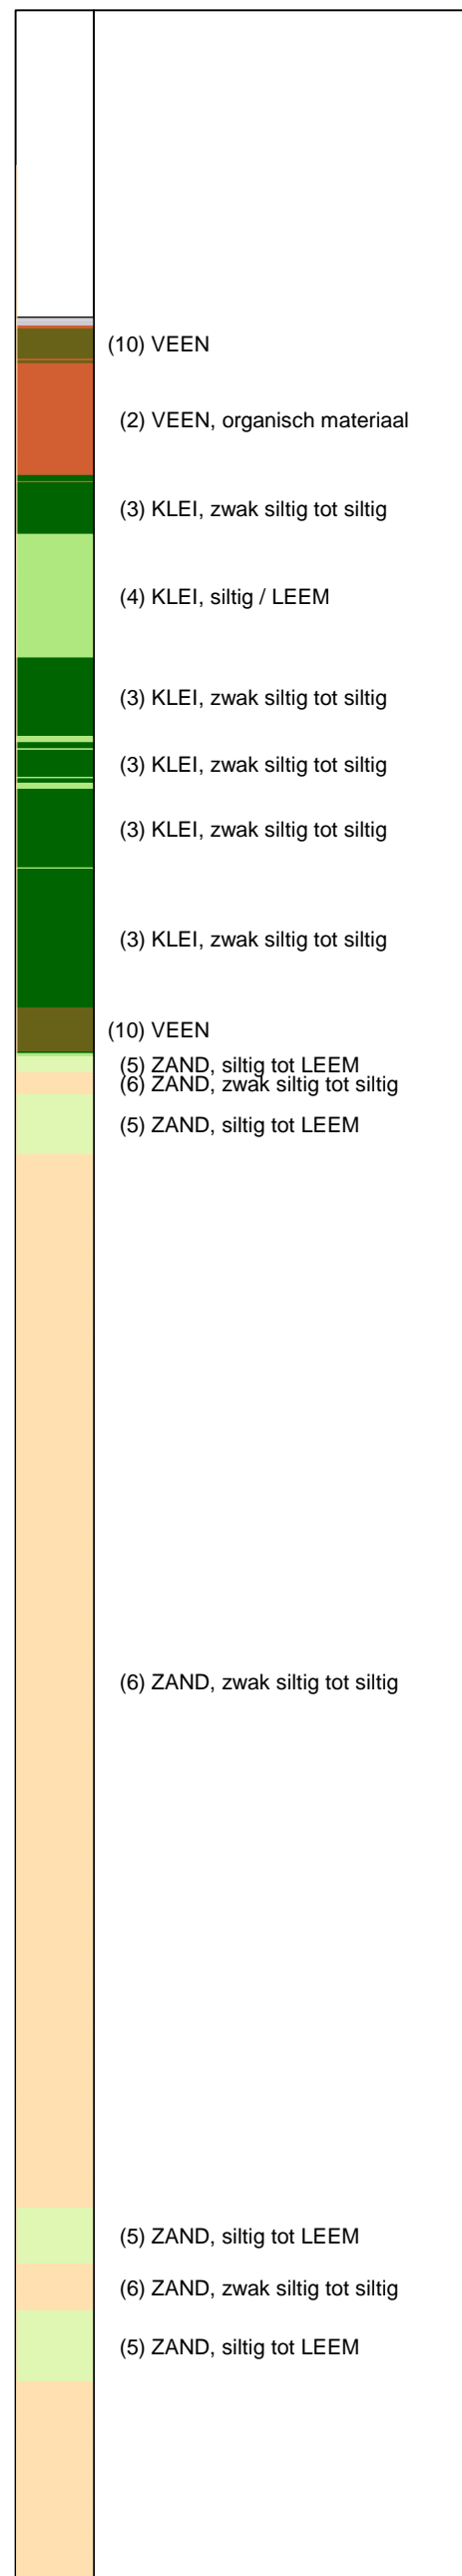 (10) VEEN
(2) VEEN, organisch materiaal
(3) KLEI, zwak siltig tot siltig
(4) KLEI, siltig / LEEM
(3) KLEI, zwak siltig tot siltig
(3) KLEI, zwak siltig tot siltig
(3) KLEI, zwak siltig tot siltig
(3) KLEI, zwak siltig tot siltig
(10) VEEN
(5) ZAND, siltig tot LEEM
(6) ZAND, zwak siltig tot siltig
(5) ZAND, siltig tot LEEM
(6) ZAND, zwak siltig tot siltig
(5) ZAND, siltig tot LEEM
(6) ZAND, zwak siltig tot siltig
(5) ZAND, siltig tot LEEM